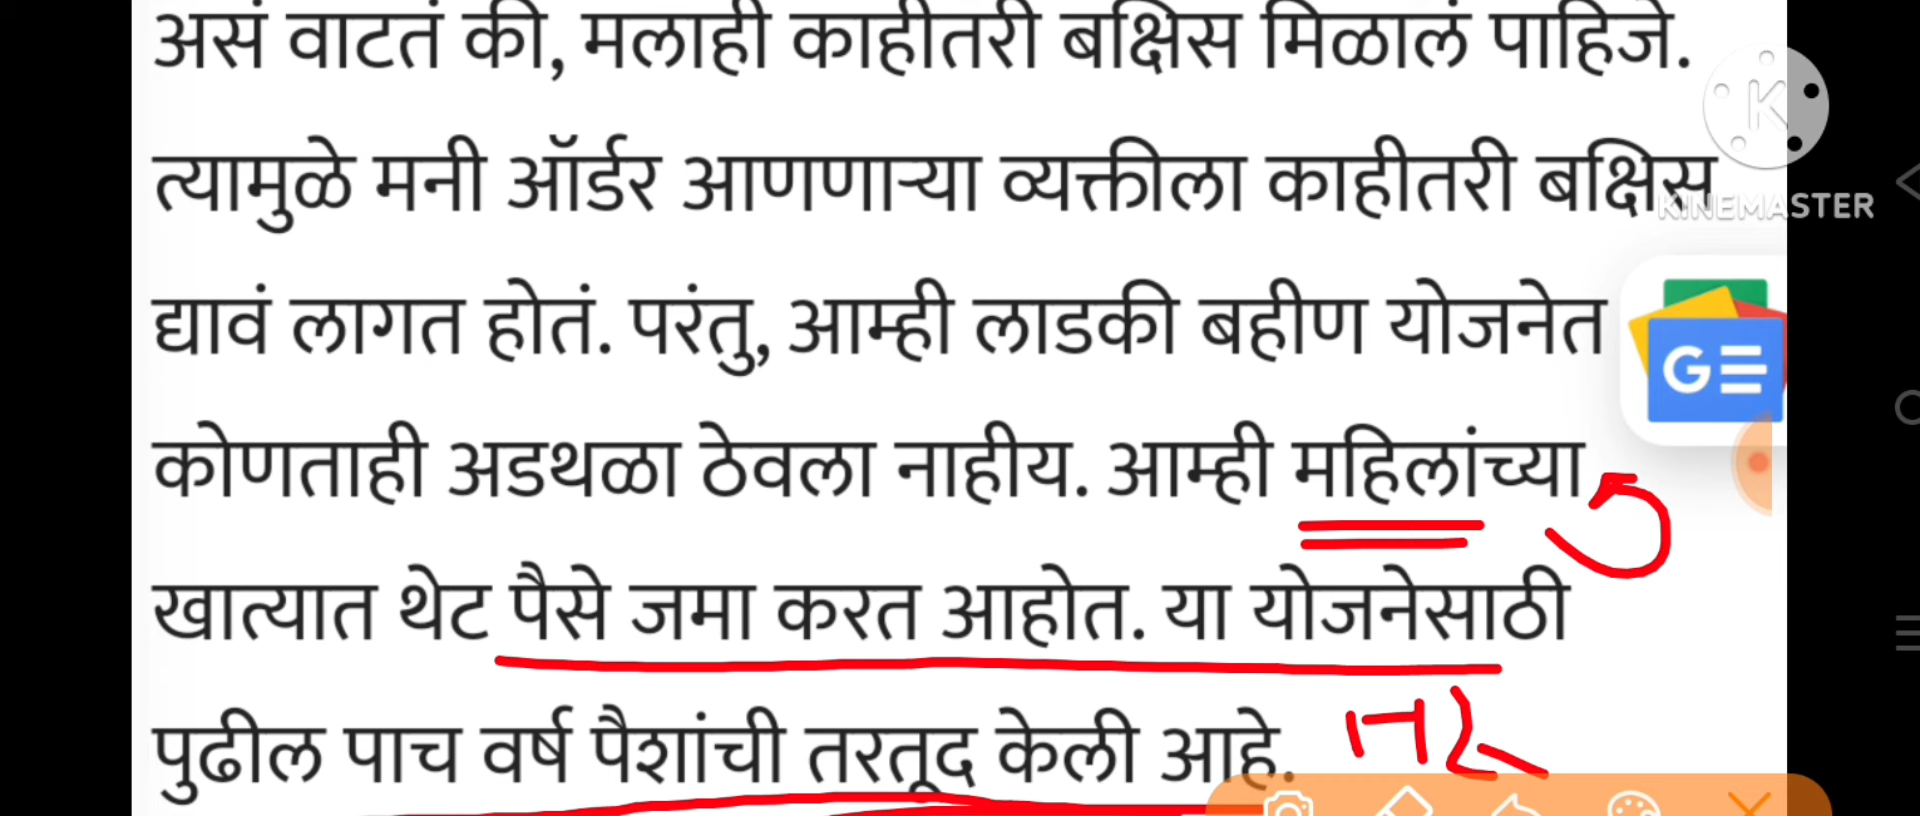 असं वाटतं की, मलाही काहीतरी बक्षिस मिळालं पाहिजे.
त्यामुळे मनी ऑर्डर आणणाऱ्या व्यक्तीला काहीतरी बक्षिस
KINEMASTER
द्यावं लागत होतं. परंतु, आम्ही लाडकी बहीण योजनेत
कोणताही अडथळा ठेवला नाहीय. आम्ही महिलांच्या
खात्यात थेट पैसे जमा करत आहोत. या योजनेसाठी
पुढील पाच वर्ष पैशांची तरतूद केली आहे.